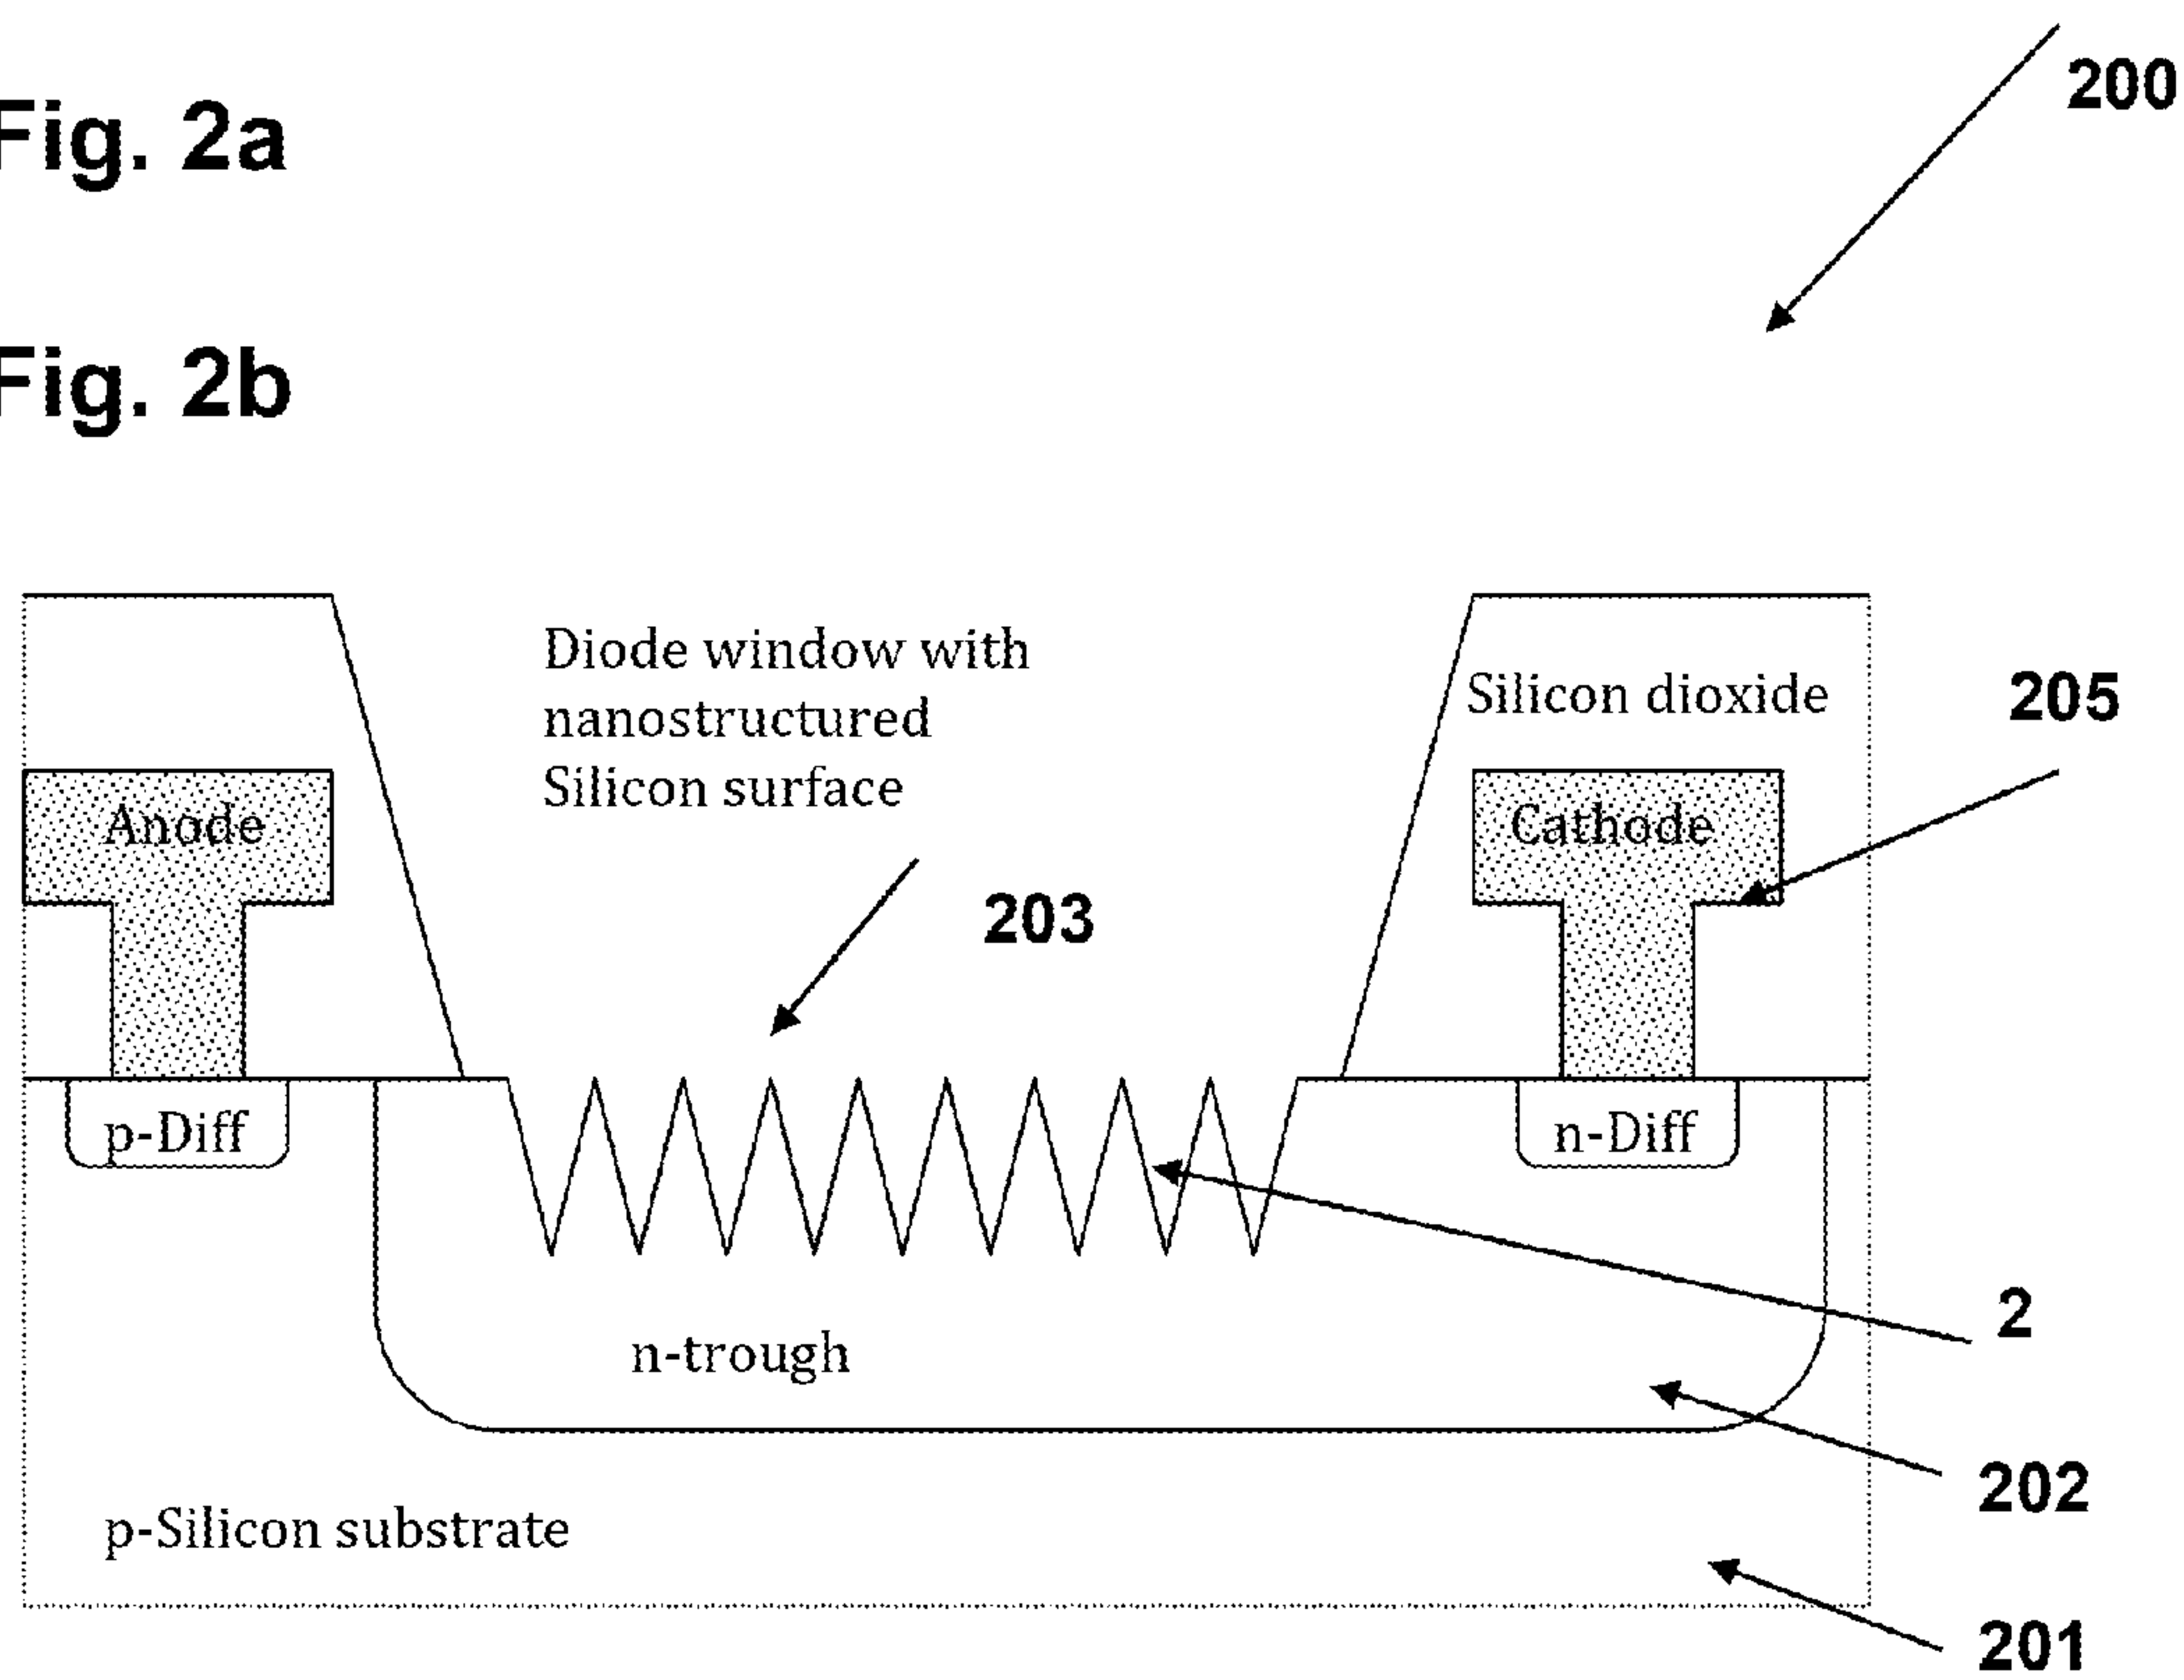 200
Fig. 2a
Fig. 2b
Diode window with
nanostructured
Silicon surface
Silicon dioxide
205
Anode
Cathode
203
p-Diff
n-Diff
2
n-trough
202
p-Silicon substrate
201